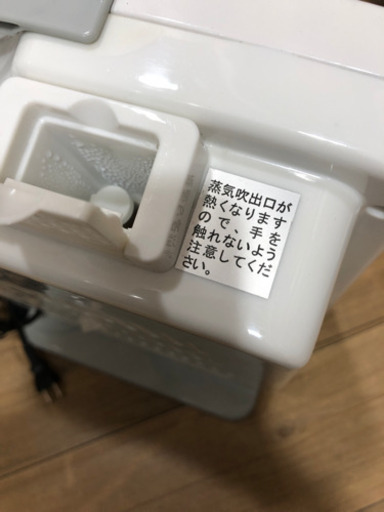 蒸気吹出口が
熱くなります
ので、手を
触れないよう
注意してくだ
さい。